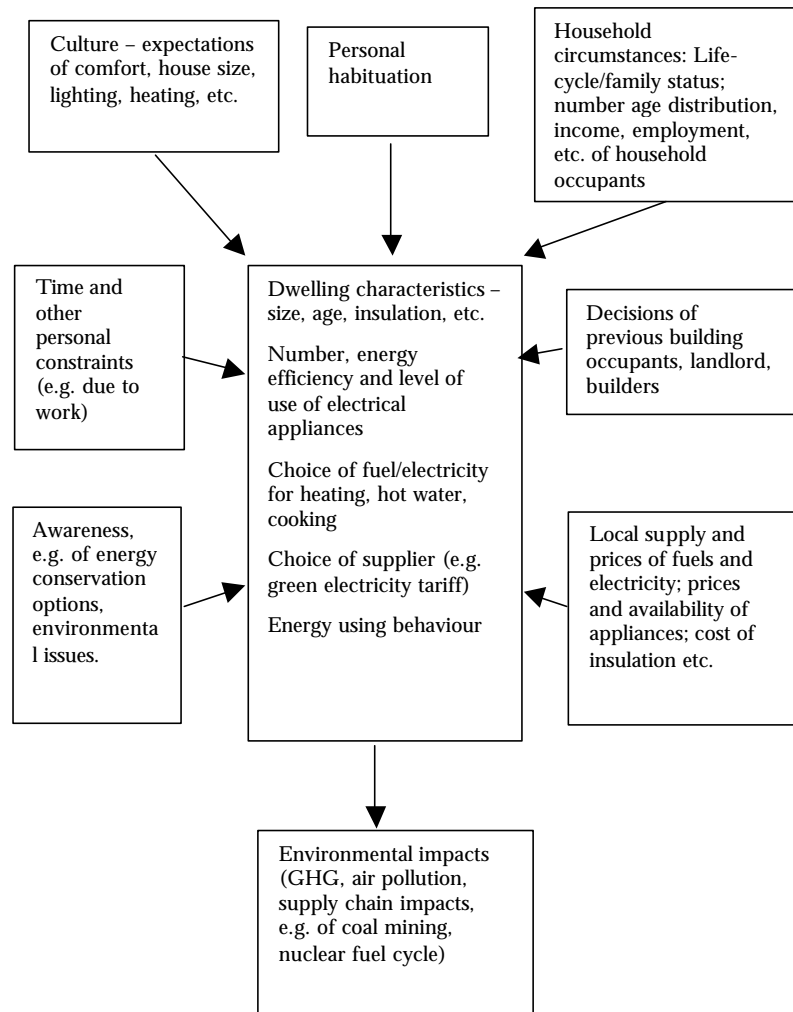 Culture – expectations
of comfort, house size,
lighting, heating, etc.
Personal
habituation
Household
circumstances: Life-
cycle/family status;
number age distribution,
income, employment,
etc. of household
occupants
Time and
other
personal
constraints
(e.g. due to
work)
Dwelling characteristics –
size, age, insulation, etc.
Number, energy
efficiency and level of
use of electrical
appliances
Choice of fuel/electricity
for heating, hot water,
cooking
Choice of supplier (e.g.
green electricity tariff)
Energy using behaviour
Decisions of
previous building
occupants, landlord,
builders
Awareness,
e.g. of energy
conservation
options,
environmenta
l issues.
Local supply and
prices of fuels and
electricity; prices
and availability of
appliances; cost of
insulation etc.
Environmental impacts
(GHG, air pollution,
supply chain impacts,
e.g. of coal mining,
nuclear fuel cycle)